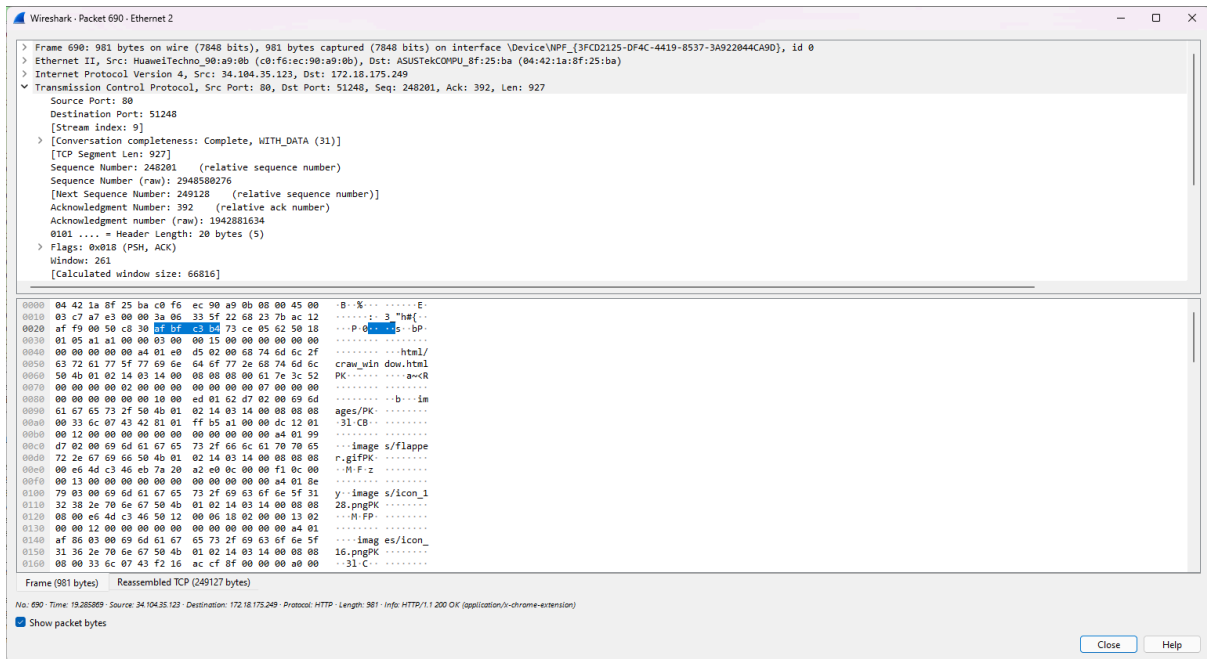 Wireshark · Packet 690 · Ethernet 2
> Frame 690: 981 bytes on wire (7848 bits), 981 bytes captured (7848 bits) on interface \Device\NPF_{3FCD2125-DF4C-4419-8537-3A922044CA9D}, id 0
> Ethernet II, Src: HuaweiTechno_90:a9:0b (c0:f6:ec:90:a9:0b), Dst: ASUSTekCOMPU_8f:25:ba (04:42:1a:8f:25:ba)
> Internet Protocol Version 4, Src: 34.104.35.123, Dst: 172.18.175.249
Transmission Control Protocol, Src Port: 80, Dst Port: 51248, Seq: 248201, Ack: 392, Len: 927
Source Port: 80
Destination Port: 51248
[Stream index: 9]
> [Conversation completeness: Complete, WITH_DATA (31)]
[TCP Segment Len: 927]
Sequence Number: 248201 (relative sequence number)
Sequence Number (raw): 2948580276
[Next Sequence Number: 249128 (relative sequence number)]
Acknowledgment Number: 392 (relative ack number)
Acknowledgment number (raw): 1942881634
0101 .... = Header Length: 20 bytes (5)
> Flags: 0x018 (PSH, ACK)
Window: 261
[Calculated window size: 66816]
0000 04 42 1a 8f 25 ba c0 f6 ec 90 a9 0b 08 00 45 00 ·B··%··· ······E·
0010 03 c7 a7 e3 00 00 3a 06 33 5f 22 68 23 7b ac 12 ······:· 3_"h#{··
0020 af f9 00 50 c8 30 af bf c3 b4 73 ce 05 62 50 18 ···P·0·· ··s··bP·
0030 01 05 a1 a1 00 00 03 00 00 15 00 00 00 00 00 00 ········ ········
0040 00 00 00 00 00 a4 01 e0 d5 02 00 68 74 6d 6c 2f ········ ···html/
0050 63 72 61 77 5f 77 69 6e 64 6f 77 2e 68 74 6d 6c craw_win dow.html
0060 50 4b 01 02 14 03 14 00 08 08 08 00 61 7e 3c 52 PK······ ····a~<R
0070 00 00 00 00 02 00 00 00 00 00 00 00 07 00 00 00 ········ ········
0080 00 00 00 00 00 00 10 00 ed 01 62 d7 02 00 69 6d ········ ··b···im
0090 61 67 65 73 2f 50 4b 01 02 14 03 14 00 08 08 08 ages/PK· ········
00a0 00 33 6c 07 43 42 81 01 ff b5 a1 00 00 dc 12 01 ·3l·CB·· ········
00b0 00 12 00 00 00 00 00 00 00 00 00 00 00 a4 01 99 ········ ········
00c0 d7 02 00 69 6d 61 67 65 73 2f 66 6c 61 70 70 65 ···image s/flappe
00d0 72 2e 67 69 66 50 4b 01 02 14 03 14 00 08 08 08 r.gifPK· ········
00e0 00 e6 4d c3 46 eb 7a 20 a2 e0 0c 00 00 f1 0c 00 ··M·F·z ········
00f0 00 13 00 00 00 00 00 00 00 00 00 00 00 a4 01 8e ········ ········
0100 79 03 00 69 6d 61 67 65 73 2f 69 63 6f 6e 5f 31 y··image s/icon_1
0110 32 38 2e 70 6e 67 50 4b 01 02 14 03 14 00 08 08 28.pngPK ········
0120 08 00 e6 4d c3 46 50 12 00 06 18 02 00 00 13 02 ···M·FP· ········
0130 00 00 12 00 00 00 00 00 00 00 00 00 00 00 a4 01 ········ ········
0140 af 86 03 00 69 6d 61 67 65 73 2f 69 63 6f 6e 5f ····imag es/icon_
0150 31 36 2e 70 6e 67 50 4b 01 02 14 03 14 00 08 08 16.pngPK ········
0160 08 00 33 6c 07 43 f2 16 ac cf 8f 00 00 00 a0 00 ··3l·C·· ········
Frame (981 bytes) Reassembled TCP (249127 bytes)
No.: 690 · Time: 19.285869 · Source: 34.104.35.123 · Destination: 172.18.175.249 · Protocol: HTTP · Length: 981 · Info: HTTP/1.1 200 OK (application/x-chrome-extension)
Show packet bytes
Close Help